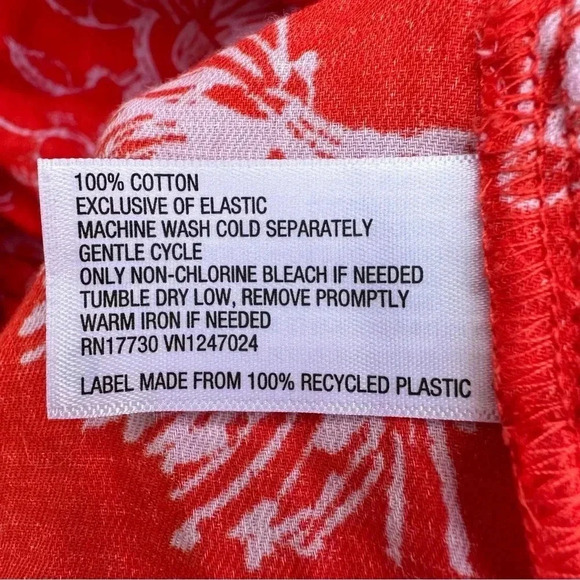 100% COTTON
EXCLUSIVE OF ELASTIC
MACHINE WASH COLD SEPARATELY
GENTLE CYCLE
ONLY NON-CHLORINE BLEACH IF NEEDED
TUMBLE DRY LOW, REMOVE PROMPTLY
WARM IRON IF NEEDED
RN17730 VN1247024
LABEL MADE FROM 100% RECYCLED PLASTIC